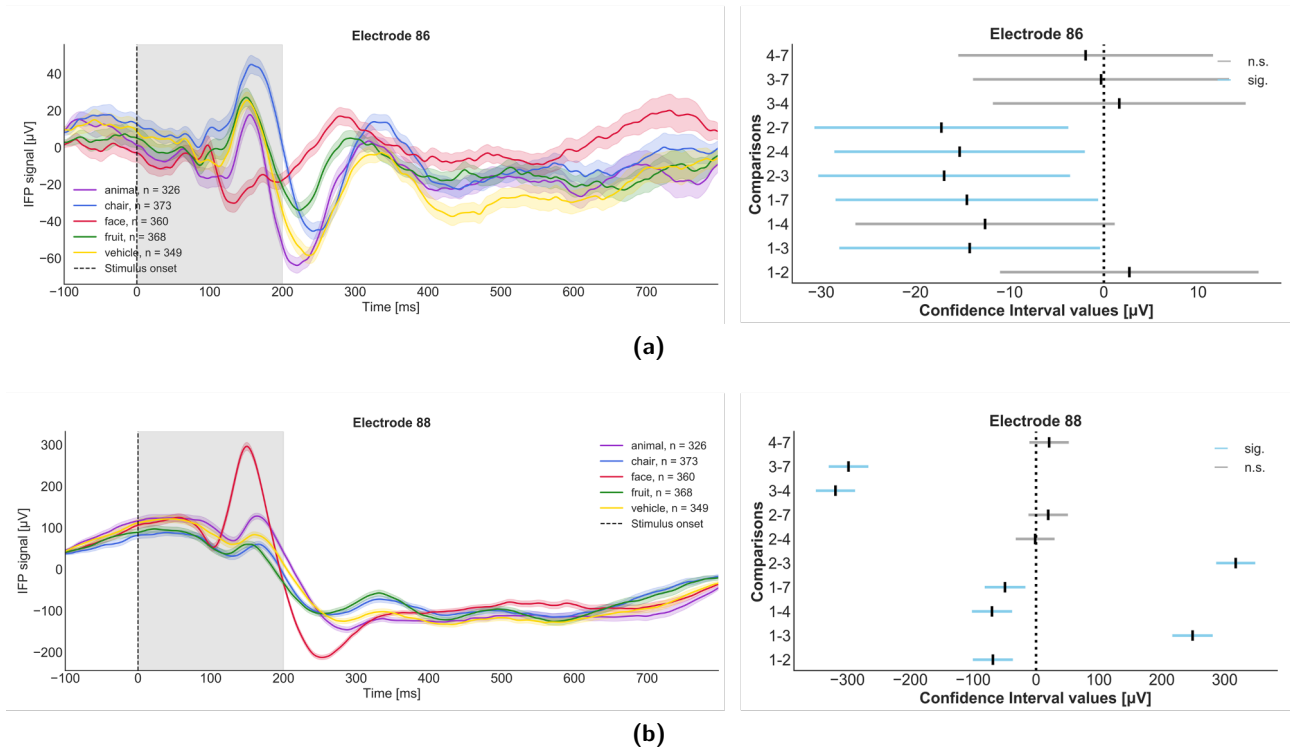 Electrode 86
IFP signal [µV]
40
20
0
−20
−40
−60
animal, n = 326
chair, n = 373
face, n = 360
fruit, n = 368
vehicle, n = 349
Stimulus onset
−100 0 100 200 300 400 500 600 700
Time [ms]
Electrode 86
Comparisons
4-7
3-7
3-4
2-7
2-4
2-3
1-7
1-4
1-3
1-2
n.s.
sig.
−30 −20 −10 0 10
Confidence Interval values [µV]
(a)
Electrode 88
IFP signal [µV]
300
200
100
0
−100
−200
animal, n = 326
chair, n = 373
face, n = 360
fruit, n = 368
vehicle, n = 349
Stimulus onset
−100 0 100 200 300 400 500 600 700
Time [ms]
Electrode 88
Comparisons
4-7
3-7
3-4
2-7
2-4
2-3
1-7
1-4
1-3
1-2
sig.
n.s.
−300 −200 −100 0 100 200 300
Confidence Interval values [µV]
(b)